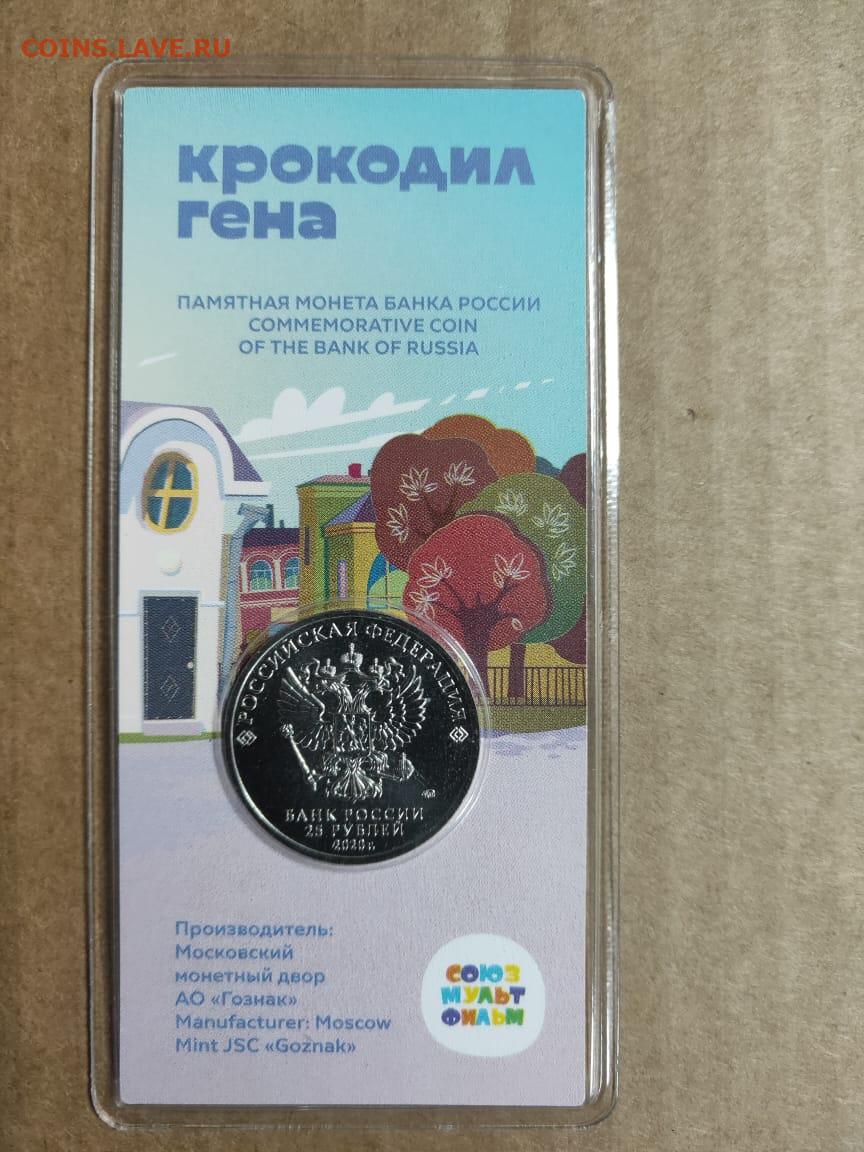 COINS.LAVE.RU
крокодил
гена
ПАМЯТНАЯ МОНЕТА БАНКА РОССИИ
COMMEMORATIVE COIN
OF THE BANK OF RUSSIA
РОССИЙСКАЯ ФЕДЕРАЦИЯ
БАНК РОССИИ
25 РУБЛЕЙ
2020 г.
Производитель:
Московский
монетный двор
АО «Гознак»
Manufacturer: Moscow
Mint JSC «Goznak»
СОЮЗ
МУЛЬТ
ФИЛЬМ